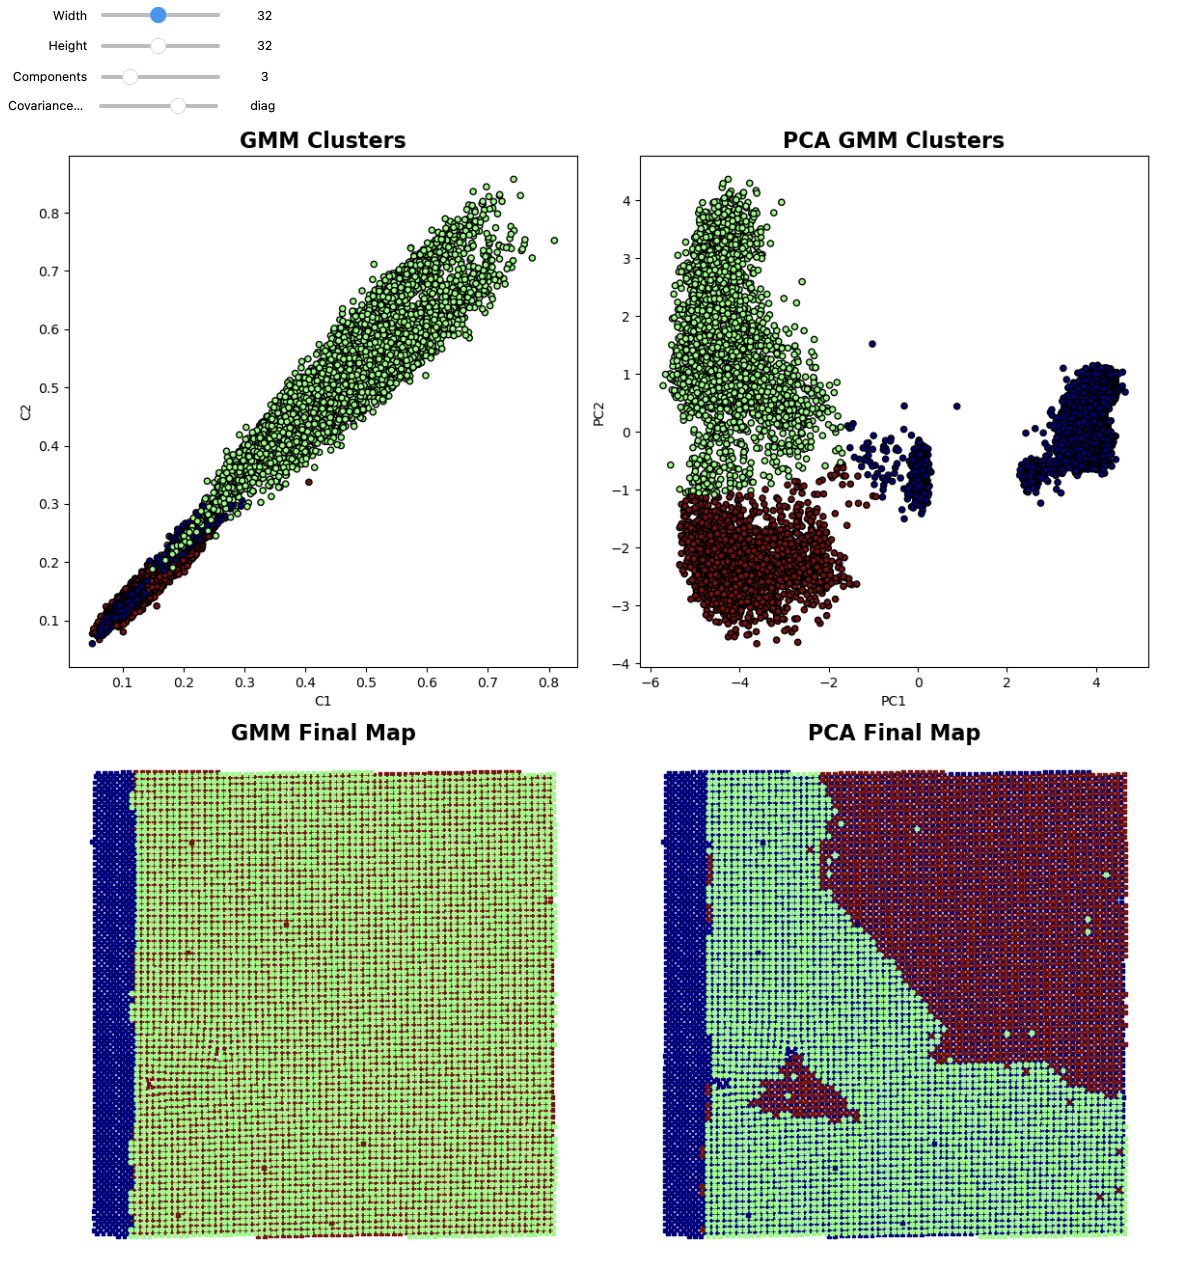 Width 32
Height 32
Components 3
Covariance... diag
GMM Clusters
PCA GMM Clusters
0.8
0.7
0.6
0.5
0.4
0.3
0.2
0.1
C2
0.1 0.2 0.3 0.4 0.5 0.6 0.7 0.8
C1
4
3
2
1
0
−1
−2
−3
−4
PC2
−6 −4 −2 0 2 4
PC1
GMM Final Map
PCA Final Map